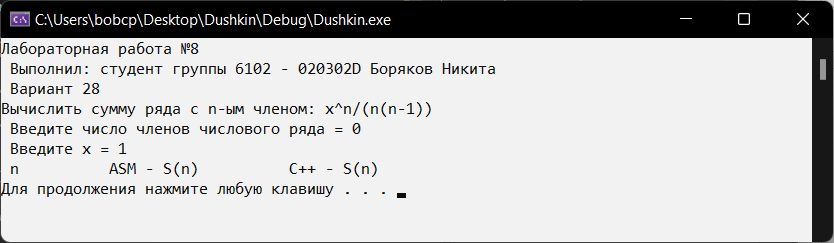 C:\Users\bobcp\Desktop\Dushkin\Debug\Dushkin.exe
Лабораторная работа №8
Выполнил: студент группы 6102 - 020302D Боряков Никита
Вариант 28
Вычислить сумму ряда с n-ым членом: x^n/(n(n-1))
Введите число членов числового ряда = 0
Введите x = 1
n ASM - S(n) C++ - S(n)
Для продолжения нажмите любую клавишу . . .